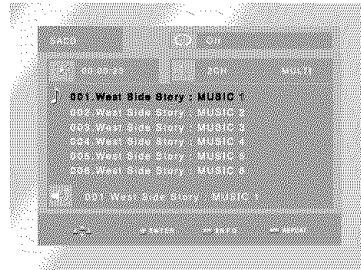 SACD On
00:00:23 2CH MULTI
001.West Side Story : MUSIC 1
002.West Side Story : MUSIC 2
003.West Side Story : MUSIC 3
004.West Side Story : MUSIC 4
005.West Side Story : MUSIC 5
006.West Side Story : MUSIC 6
001.West Side Story : MUSIC 1
ENTER INFO REPEAT